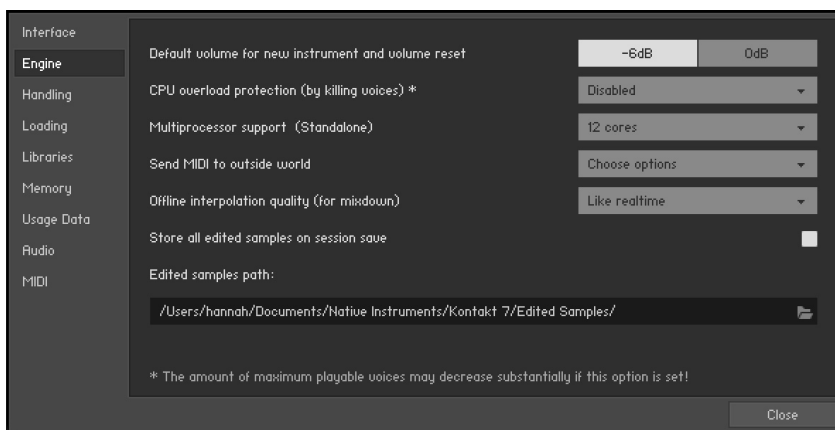 Interface
Engine
Handling
Loading
Libraries
Memory
Usage Data
Audio
MIDI
Default volume for new instrument and volume reset
-6dB
0dB
CPU overload protection (by killing voices) *
Disabled
Multiprocessor support (Standalone)
12 cores
Send MIDI to outside world
Choose options
Offline interpolation quality (for mixdown)
Like realtime
Store all edited samples on session save
Edited samples path:
/Users/hannah/Documents/Native Instruments/Kontakt 7/Edited Samples/
* The amount of maximum playable voices may decrease substantially if this option is set!
Close